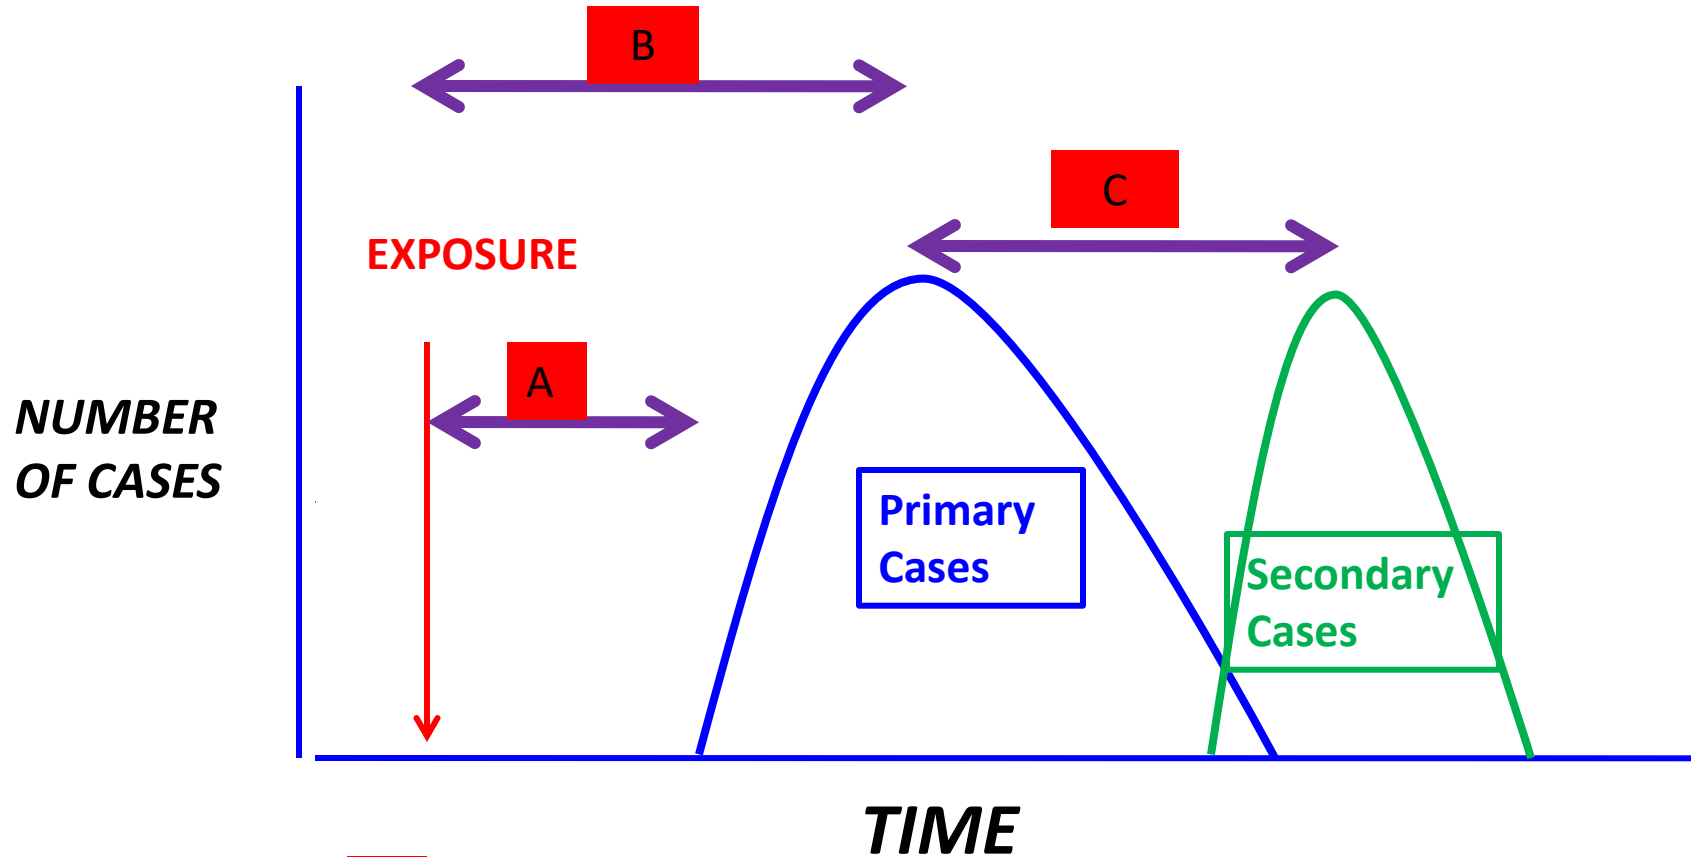 B
C
EXPOSURE
A
NUMBER
OF CASES
Primary
Cases
Secondary
Cases
TIME